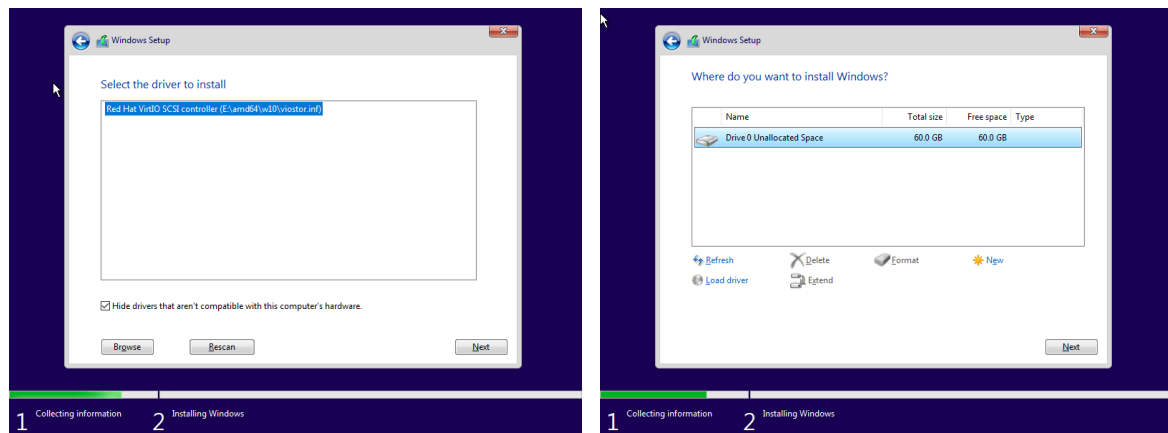 Windows Setup
Select the driver to install
Red Hat VirtIO SCSI controller (E:\amd64\w10\viostor.inf)
Hide drivers that aren't compatible with this computer's hardware.
Browse Rescan Next
1 Collecting information 2 Installing Windows
Windows Setup
Where do you want to install Windows?
Name Total size Free space Type
Drive 0 Unallocated Space 60.0 GB 60.0 GB
Refresh Delete Format New
Load driver Extend
Next
1 Collecting information 2 Installing Windows